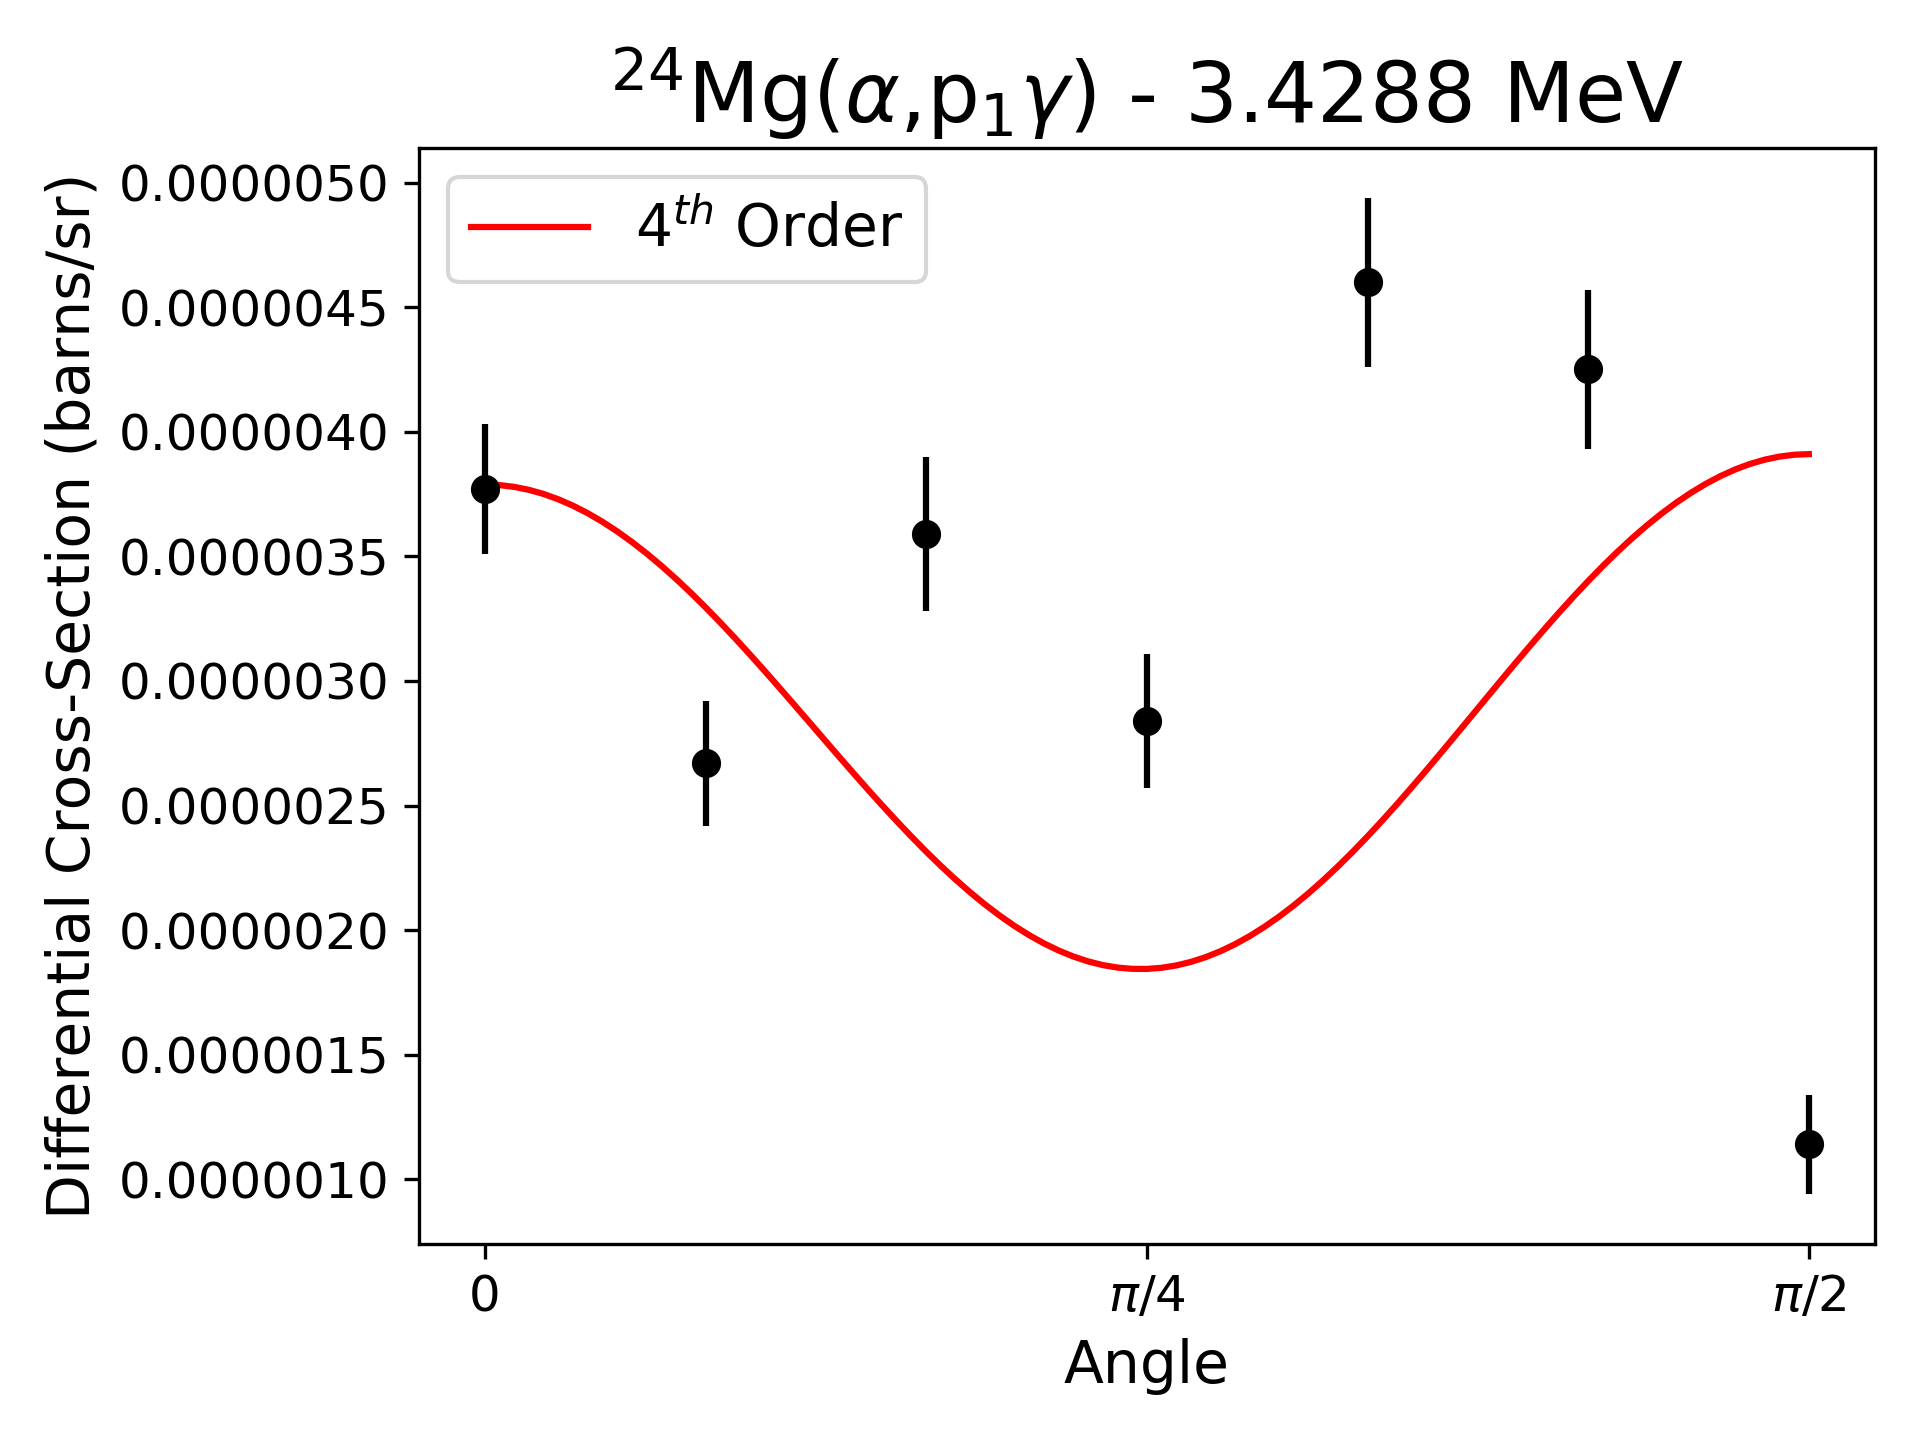 ²⁴Mg(α,p₁γ) - 3.4288 MeV
4ᵗʰ Order
Differential Cross-Section (barns/sr)
0.0000050
0.0000045
0.0000040
0.0000035
0.0000030
0.0000025
0.0000020
0.0000015
0.0000010
0 π/4 π/2
Angle